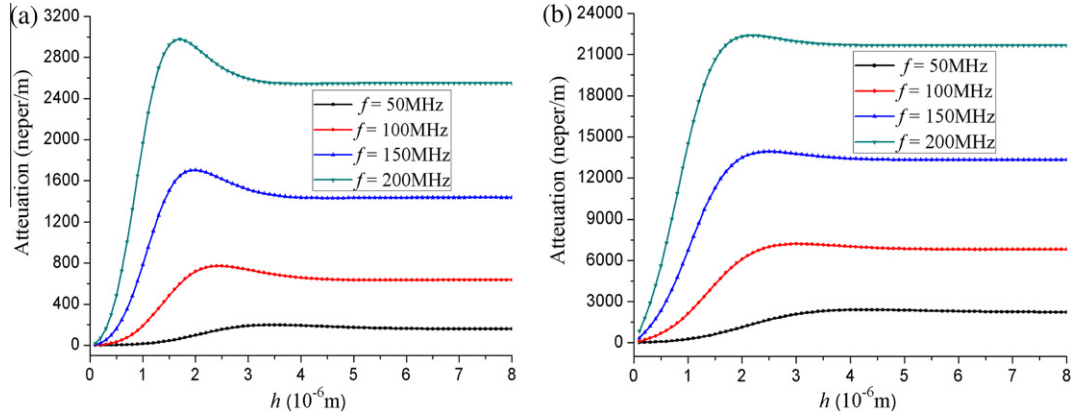 (a)
Atteuation (neper/m)
3200
2800
2400
2000
1600
1200
800
400
0
0 1 2 3 4 5 6 7 8
h (10⁻⁶m)
f = 50MHz
f = 100MHz
f = 150MHz
f = 200MHz
(b)
Atteuation (neper/m)
24000
21000
18000
15000
12000
9000
6000
3000
0
0 1 2 3 4 5 6 7 8
h (10⁻⁶m)
f = 50MHz
f = 100MHz
f = 150MHz
f = 200MHz